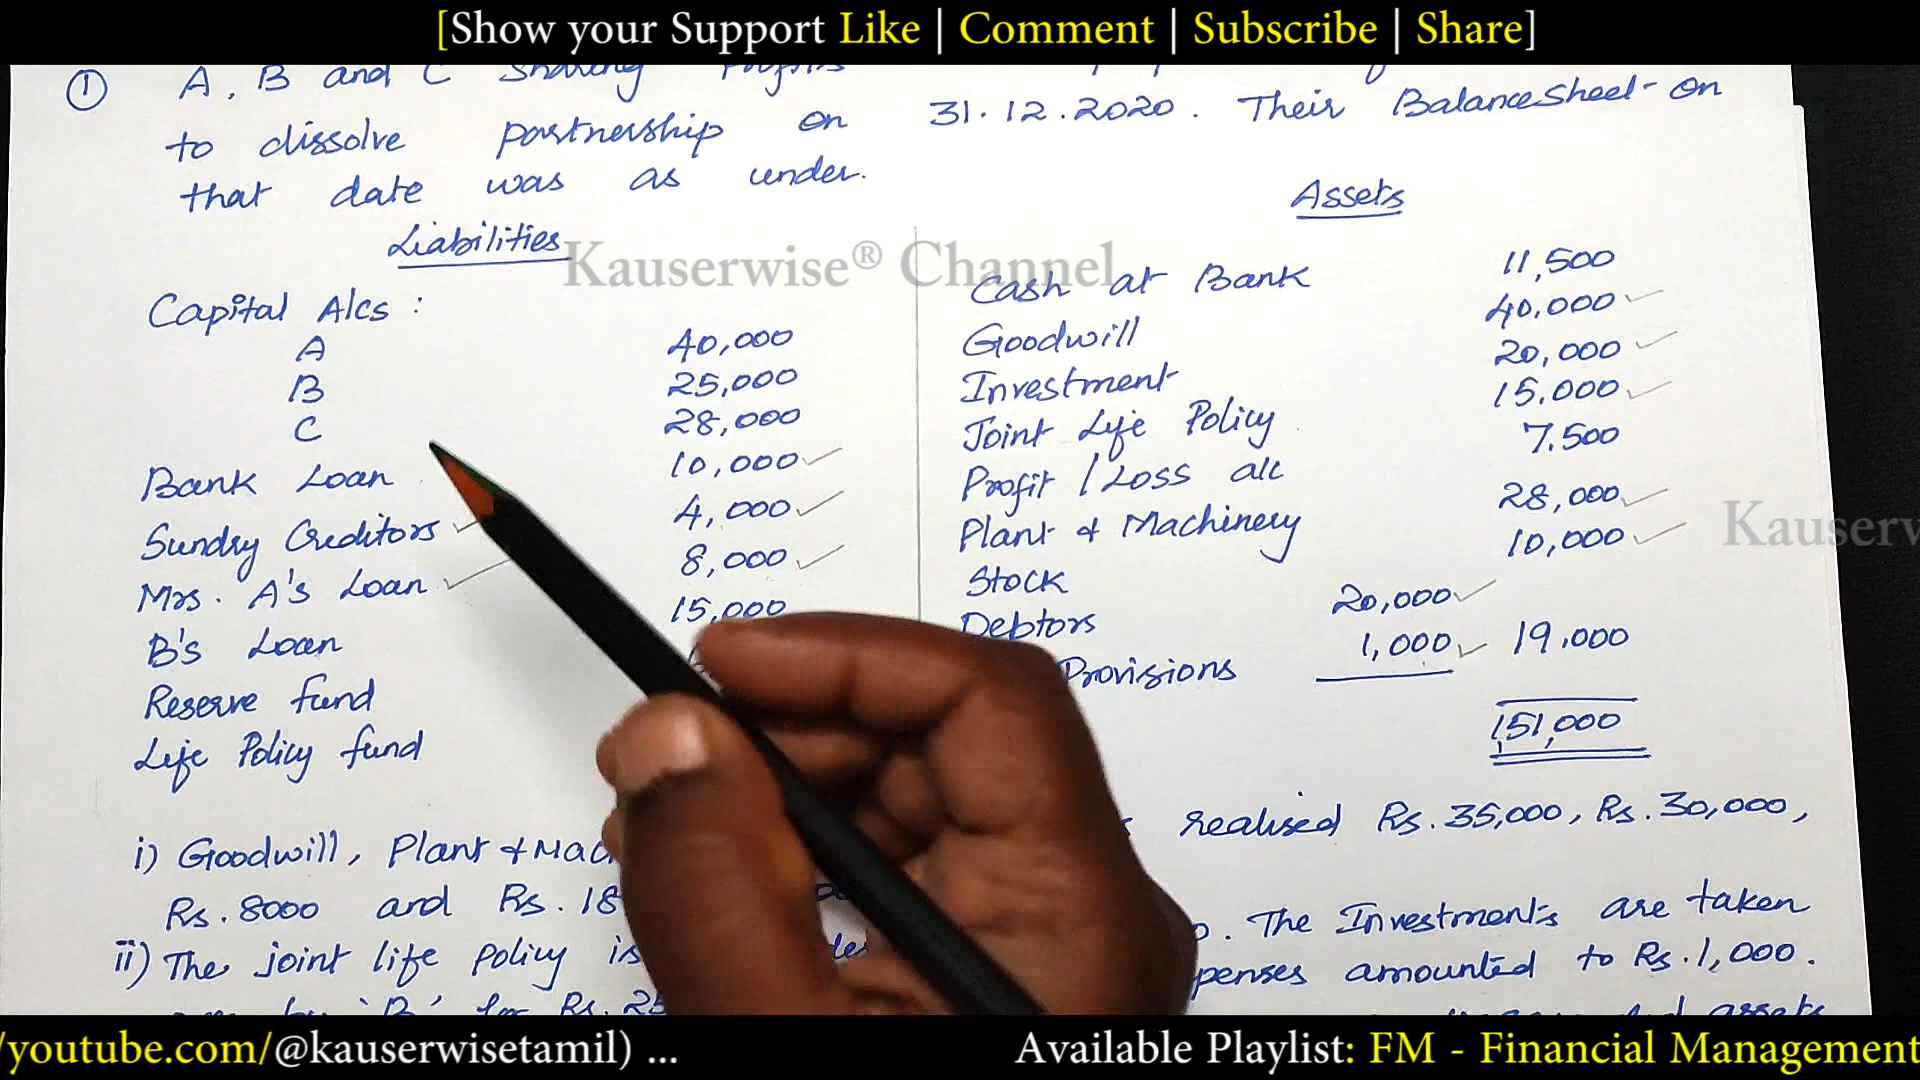 [Show your Support Like | Comment | Subscribe | Share]
① A, B and C Sharing Profits
to dissolve partnership on 31.12.2020. Their BalanceSheet on
that date was as under.
Liabilities
Assets
Kauserwise® Channel
Capital A/cs :
A 40,000
B 25,000
C 28,000
Bank Loan 10,000
Sundry Creditors 4,000
Mrs. A's Loan 8,000
B's Loan 15,000
Reserve fund
Life Policy fund
Cash at Bank 11,500
Goodwill 40,000
Investment 20,000
Joint Life Policy 15,000
Profit / Loss a/c 7,500
Plant & Machinery 28,000
Stock 10,000
Debtors 20,000
Provisions 1,000 19,000
151,000
Kauserw
i) Goodwill, Plant & Mac realised Rs.35,000, Rs.30,000,
Rs.8000 and Rs.18
ii) The joint life policy is . The Investments are taken
penses amounted to Rs.1,000.
by 'B' for Rs.
assets
/youtube.com/@kauserwisetamil) ...
Available Playlist: FM - Financial Management